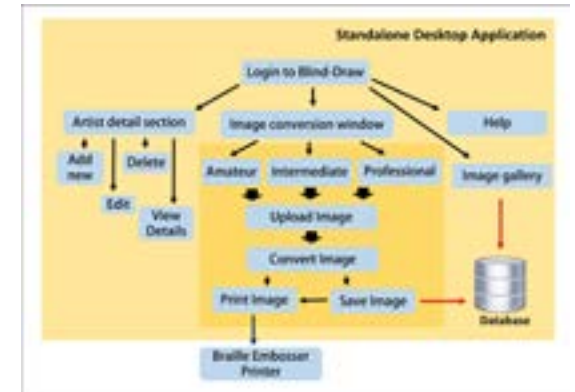 Standalone Desktop Application
Login to Blind-Draw
Artist detail section
Image conversion window
Help
Add
new
Delete
Amateur
Intermediate
Professional
Image gallery
Edit
View
Details
Upload Image
Convert Image
Print Image
Save Image
Database
Braille Embosser
Printer